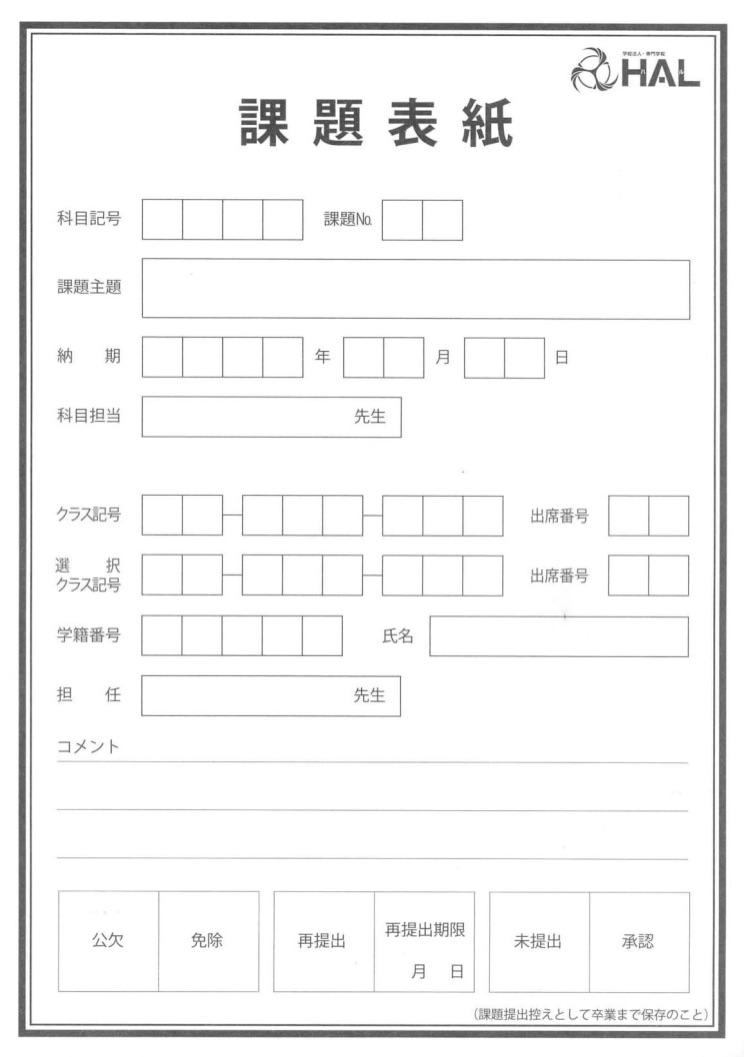 学校法人・専門学校
HAL
課題表紙
科目記号 課題No.
課題主題
納 期 年 月 日
科目担当 先生
クラス記号 出席番号
選 択
クラス記号 出席番号
学籍番号 氏名
担 任 先生
コメント
公欠 免除 再提出 再提出期限 月 日 未提出 承認
(課題提出控えとして卒業まで保存のこと)